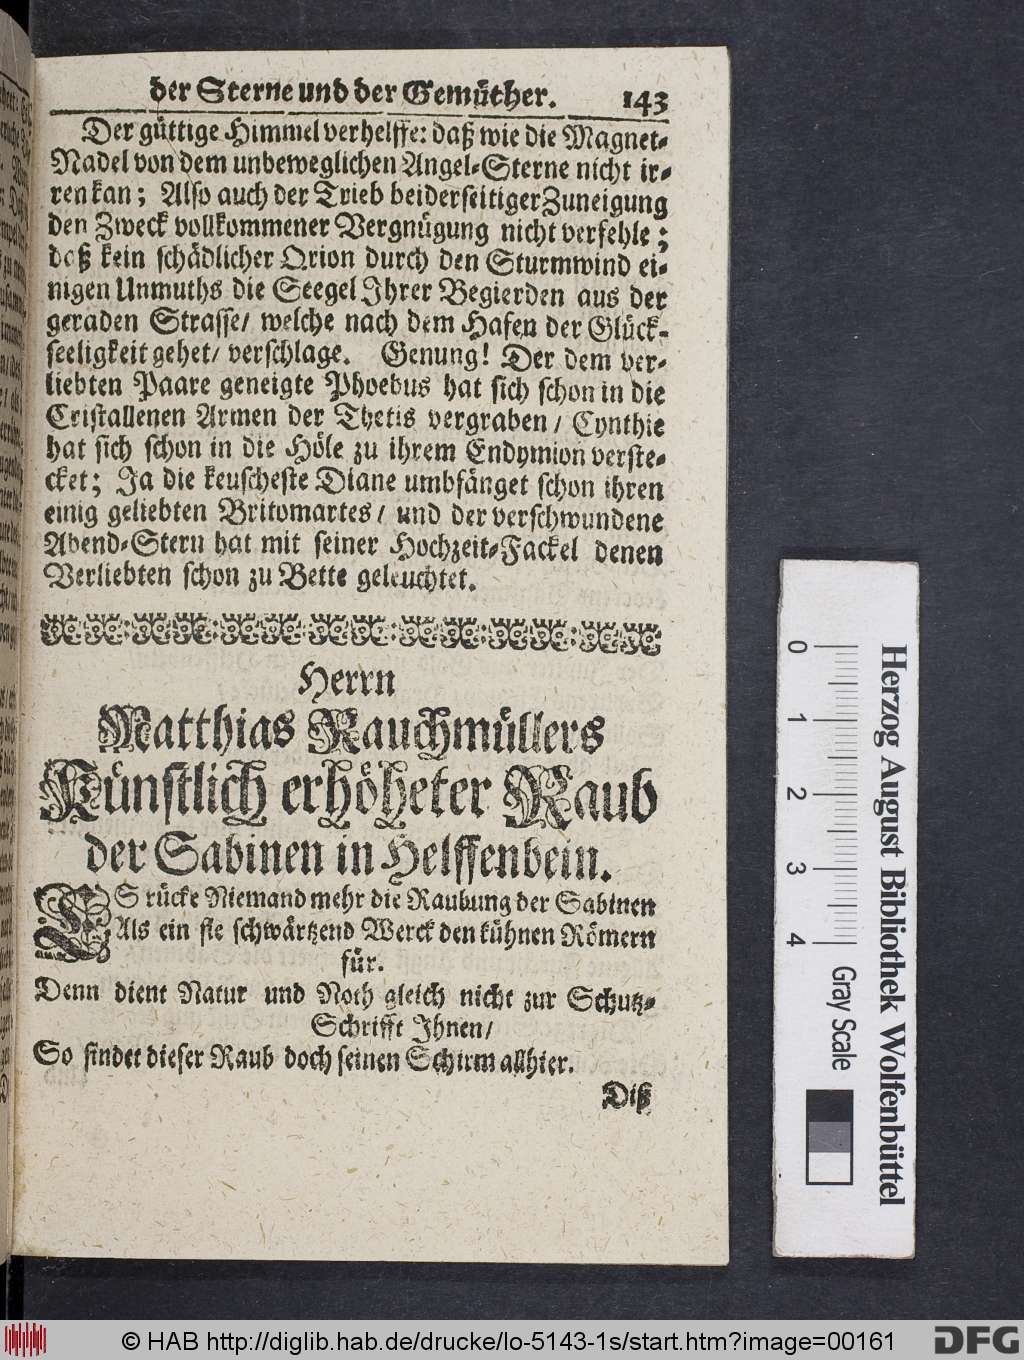 der Sterne und der Gemüther. 143
Der güttige Himmel verhelffe: daß wie die Magnet-
Nadel von dem unbeweglichen Angel-Sterne nicht ir-
ren kan; Also auch der Trieb beiderseitiger Zuneigung
den Zweck vollkommener Vergnügung nicht verfehle;
daß kein schädlicher Orion durch den Sturmwind ei-
nigen Unmuths die Seegel Ihrer Begierden aus der
geraden Strasse/ welche nach dem Hafen der Glück-
seeligkeit gehet/ verschlage. Genung! Der dem ver-
liebten Paare geneigte Phoebus hat sich schon in die
Cristallenen Armen der Thetis vergraben/ Cynthie
hat sich schon in die Höle zu ihrem Endymion verste-
cket; Ja die keuscheste Diane umbfänget schon ihren
einig geliebten Britomartes/ und der verschwundene
Abend-Stern hat mit seiner Hochzeit-Fackel denen
Verliebten schon zu Bette geleuchtet.
Herrn
Matthias Rauchmüllers
Künstlich erhöheter Raub
der Sabinen in Helffenbein.
ES rücke Niemand mehr die Raubung der Sabinen
Als ein sie schwärtzend Werck den kühnen Römern
für.
Denn dient Natur und Noth gleich nicht zur Schutz-
Schrifft Ihnen/
So findet dieser Raub doch seinen Schirm allhier.
Diß
0 1 2 3 4
Gray Scale
Herzog August Bibliothek Wolfenbüttel
© HAB http://diglib.hab.de/drucke/lo-5143-1s/start.htm?image=00161
DFG